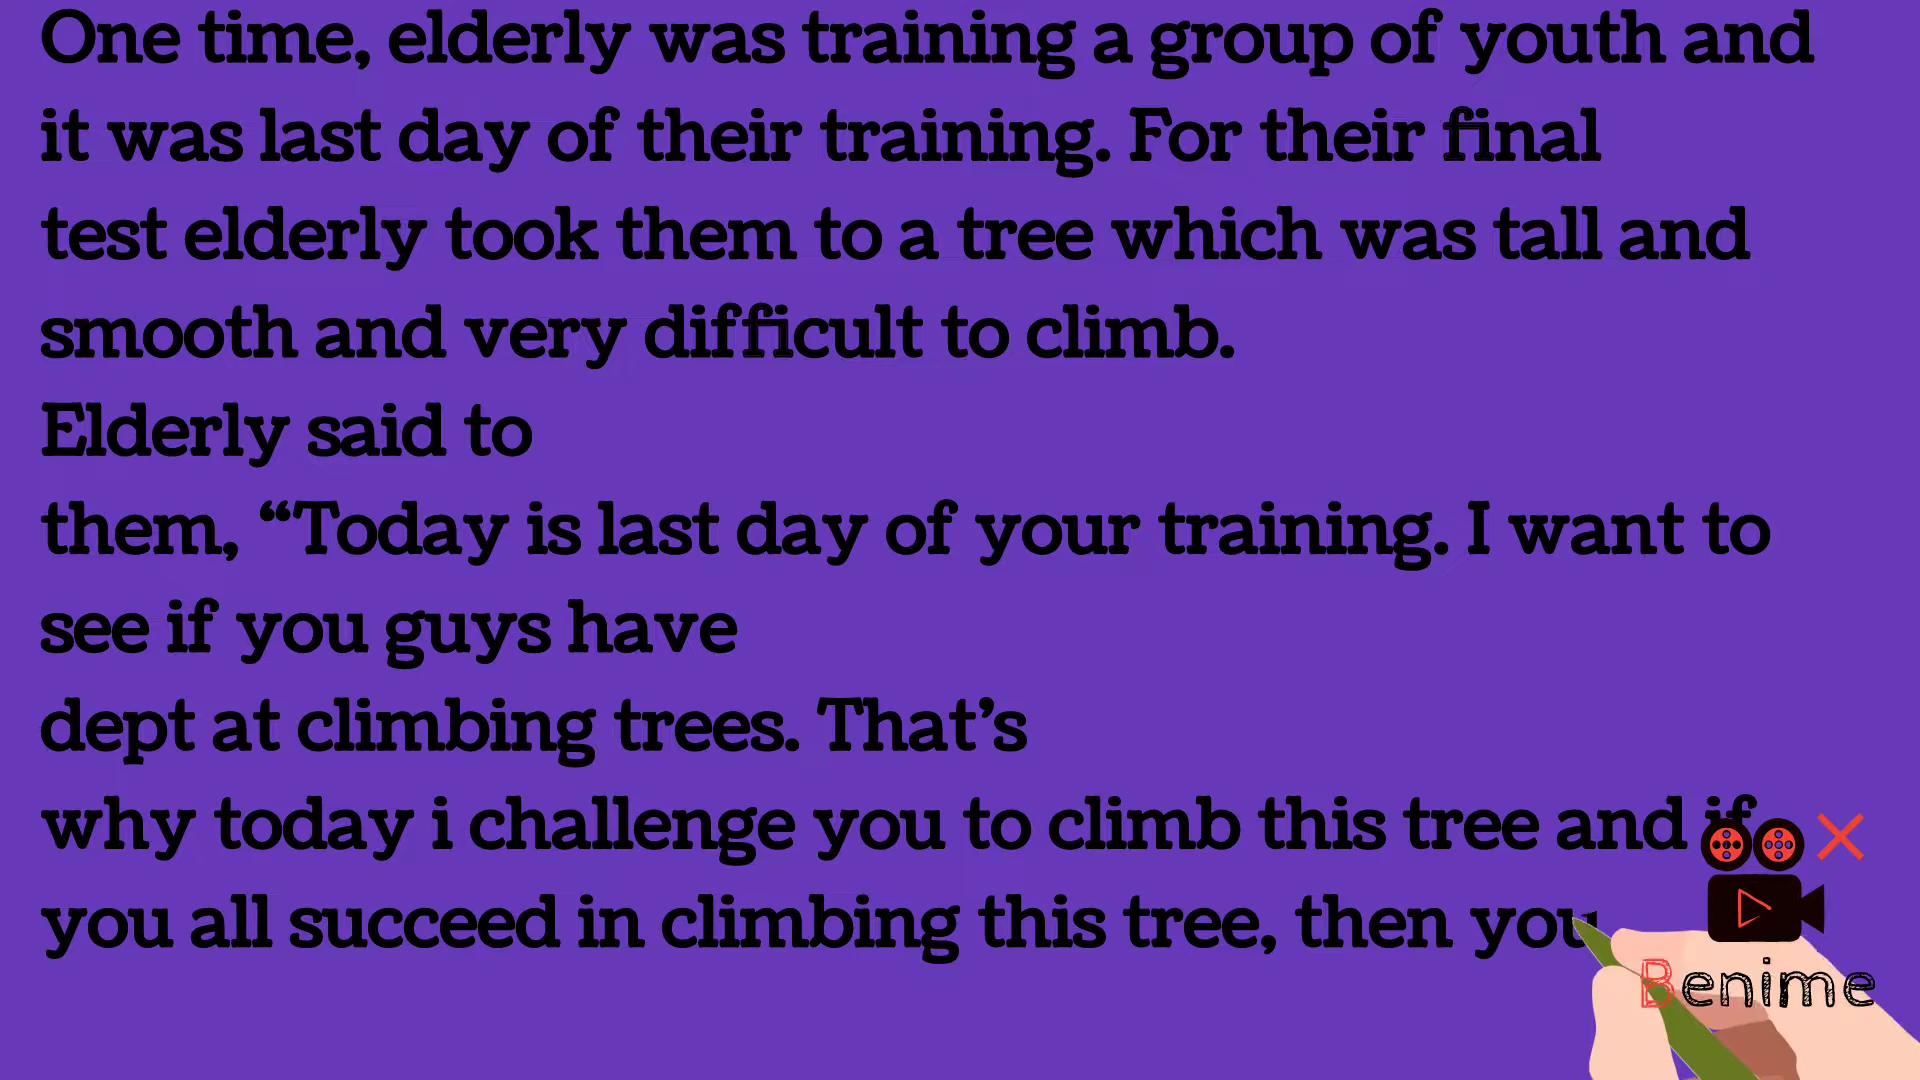 One time, elderly was training a group of youth and
it was last day of their training. For their final
test elderly took them to a tree which was tall and
smooth and very difficult to climb.
Elderly said to
them, “Today is last day of your training. I want to
see if you guys have
dept at climbing trees. That’s
why today i challenge you to climb this tree and if
you all succeed in climbing this tree, then you
Benime